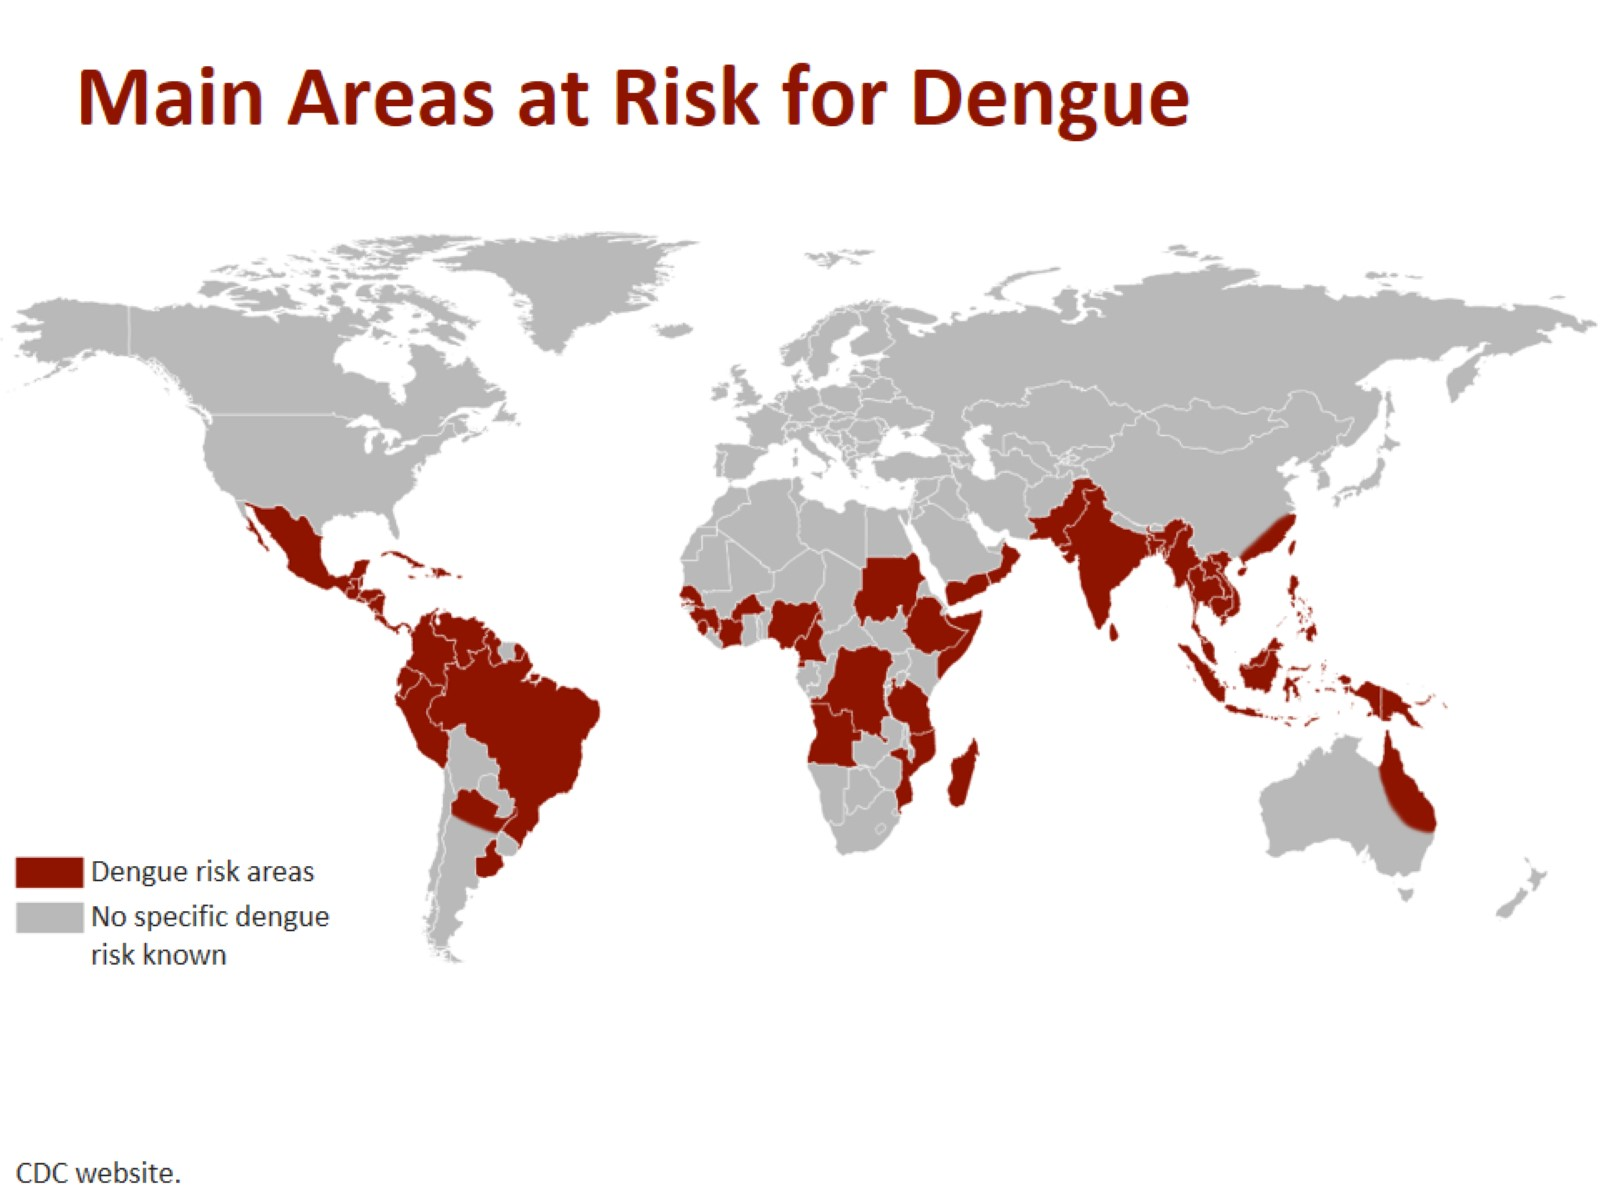 Main Areas at Risk for Dengue
Dengue risk areas
No specific dengue
risk known
CDC website.